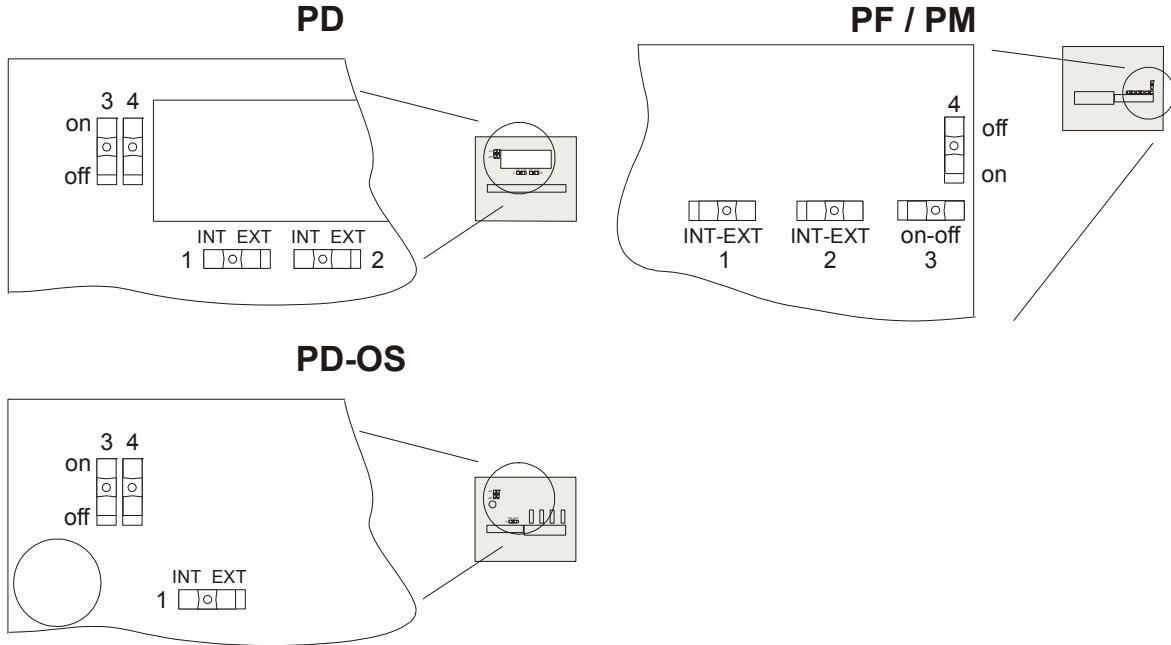 PD
3 4
on
off
INT EXT INT EXT
1 2
PF / PM
4
off
on
INT-EXT INT-EXT on-off
1 2 3
PD-OS
3 4
on
off
INT EXT
1